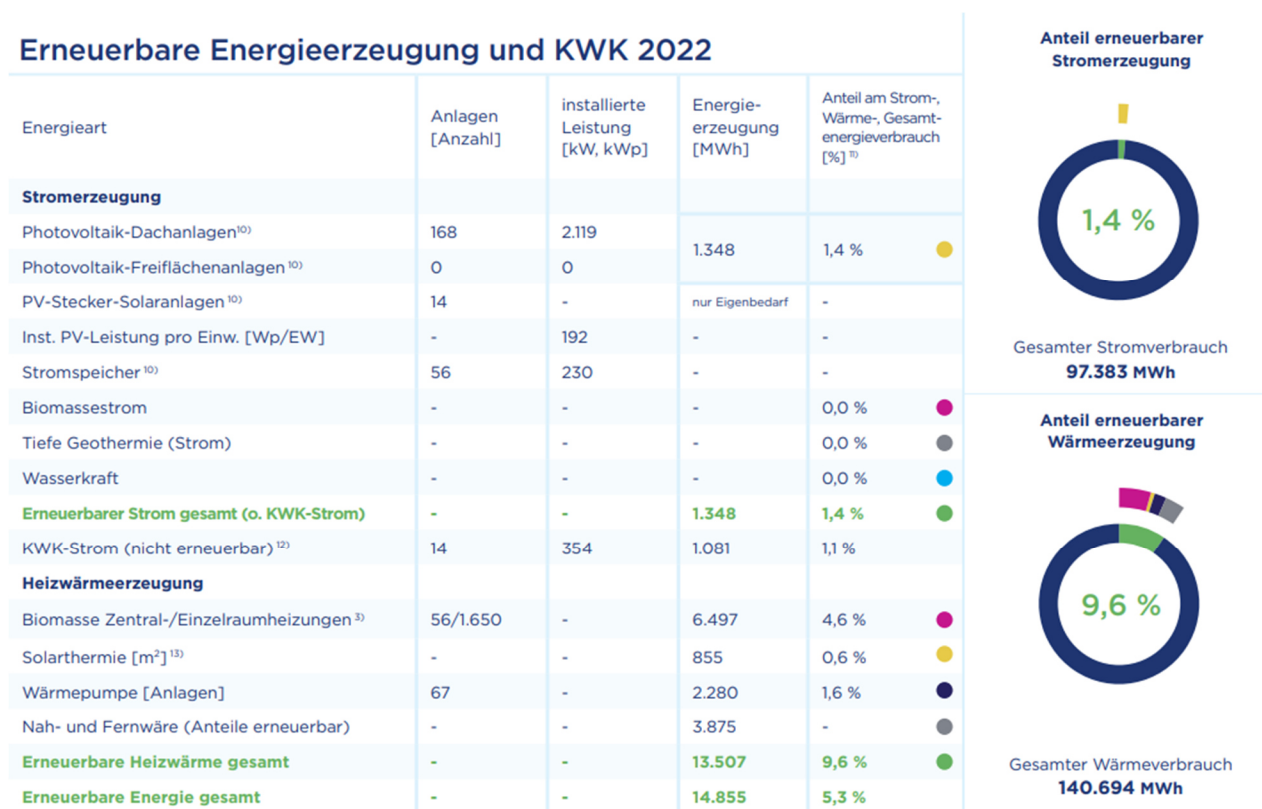 Erneuerbare Energieerzeugung und KWK 2022
Energieart
Anlagen
[Anzahl]
installierte
Leistung
[kW, kWp]
Energie-
erzeugung
[MWh]
Anteil am Strom-,
Wärme-, Gesamt-
energieverbrauch
[%] 11)
Stromerzeugung
Photovoltaik-Dachanlagen10) 168 2.119
1.348 1,4 %
Photovoltaik-Freiflächenanlagen 10) 0 0
PV-Stecker-Solaranlagen 10) 14 - nur Eigenbedarf -
Inst. PV-Leistung pro Einw. [Wp/EW] - 192 - -
Stromspeicher 10) 56 230 - -
Biomassestrom - - - 0,0 %
Tiefe Geothermie (Strom) - - - 0,0 %
Wasserkraft - - - 0,0 %
Erneuerbarer Strom gesamt (o. KWK-Strom) - - 1.348 1,4 %
KWK-Strom (nicht erneuerbar) 12) 14 354 1.081 1,1 %
Heizwärmeerzeugung
Biomasse Zentral-/Einzelraumheizungen 3) 56/1.650 - 6.497 4,6 %
Solarthermie [m²] 13) - - 855 0,6 %
Wärmepumpe [Anlagen] 67 - 2.280 1,6 %
Nah- und Fernwäre (Anteile erneuerbar) - - 3.875 -
Erneuerbare Heizwärme gesamt - - 13.507 9,6 %
Erneuerbare Energie gesamt - - 14.855 5,3 %
Anteil erneuerbarer
Stromerzeugung
1,4 %
Gesamter Stromverbrauch
97.383 MWh
Anteil erneuerbarer
Wärmeerzeugung
9,6 %
Gesamter Wärmeverbrauch
140.694 MWh